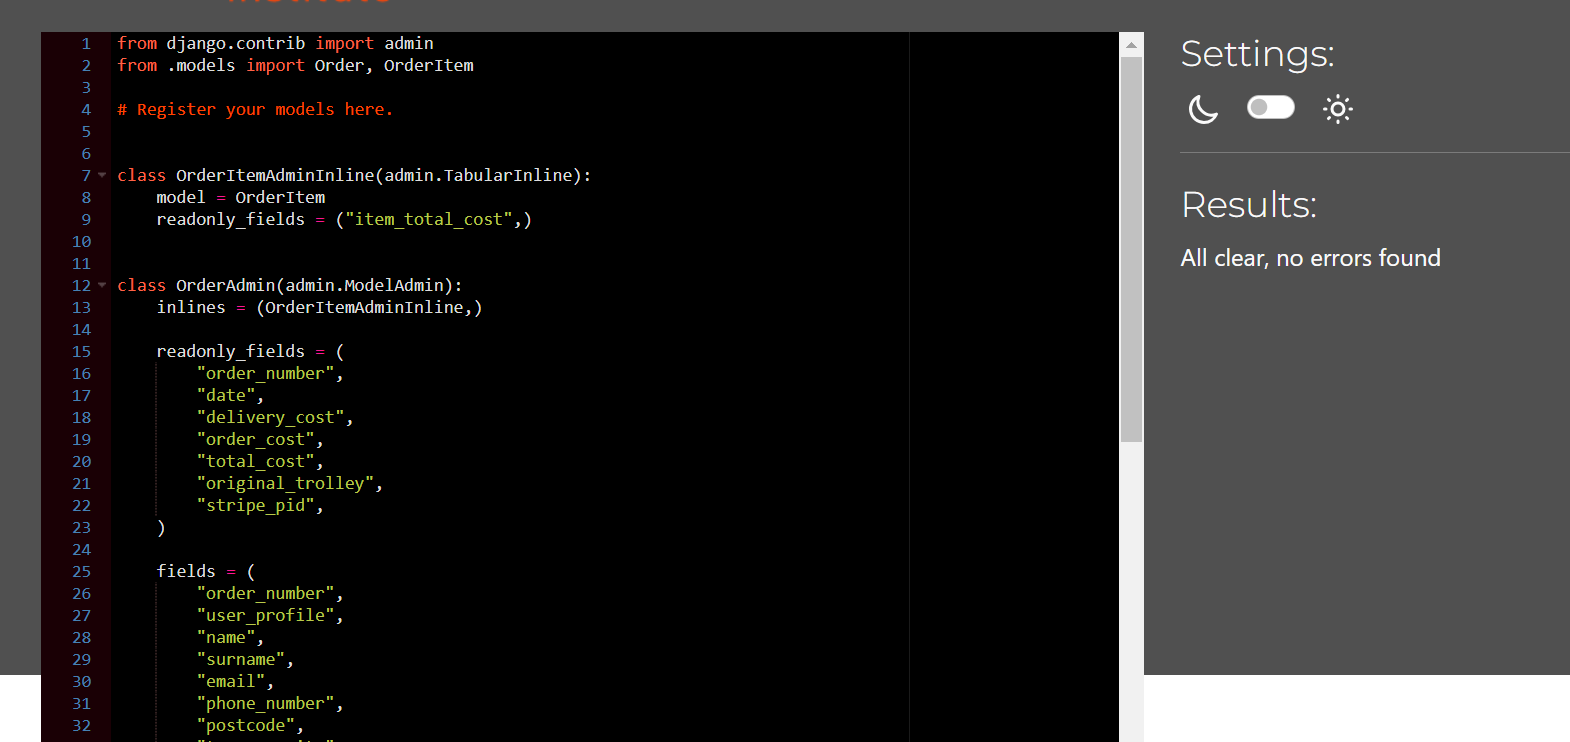 1 from django.contrib import admin
2 from .models import Order, OrderItem
3
4 # Register your models here.
5
6
7 class OrderItemAdminInline(admin.TabularInline):
8 model = OrderItem
9 readonly_fields = ("item_total_cost",)
10
11
12 class OrderAdmin(admin.ModelAdmin):
13 inlines = (OrderItemAdminInline,)
14
15 readonly_fields = (
16 "order_number",
17 "date",
18 "delivery_cost",
19 "order_cost",
20 "total_cost",
21 "original_trolley",
22 "stripe_pid",
23 )
24
25 fields = (
26 "order_number",
27 "user_profile",
28 "name",
29 "surname",
30 "email",
31 "phone_number",
32 "postcode",
Settings:
Results:
All clear, no errors found